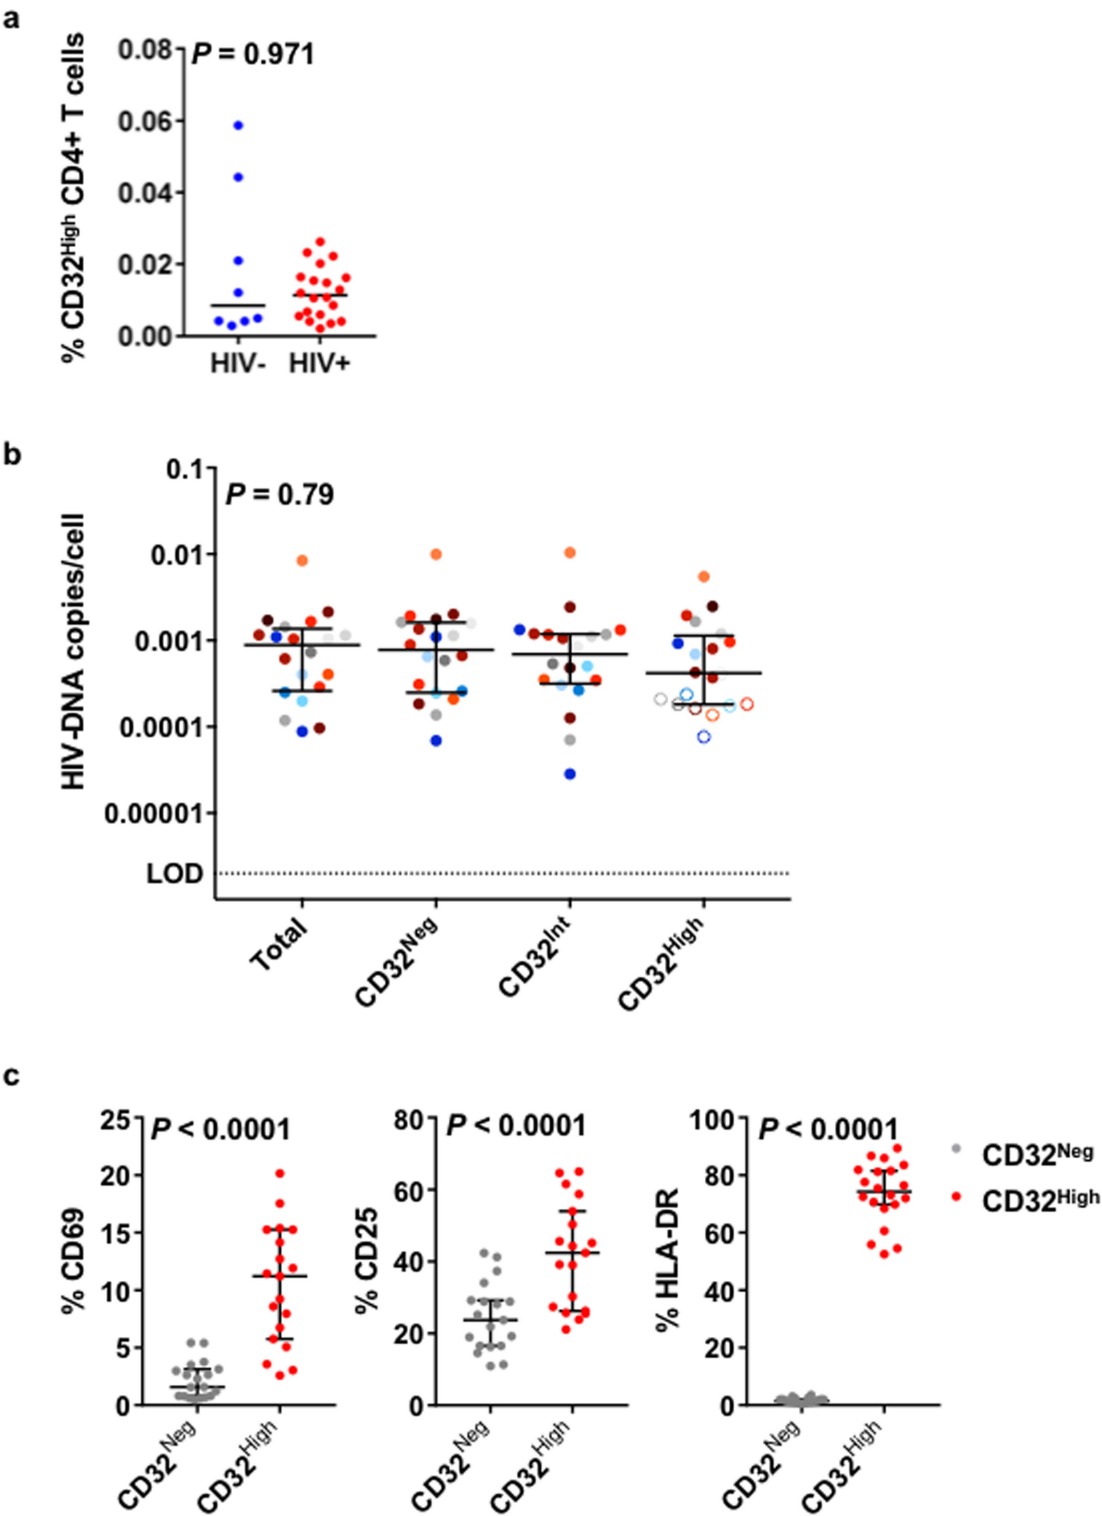 a
% CD32High CD4+ T cells
P = 0.971
0.08
0.06
0.04
0.02
0.00
HIV- HIV+
b
HIV-DNA copies/cell
P = 0.79
0.1
0.01
0.001
0.0001
0.00001
LOD
Total CD32Neg CD32Int CD32High
c
% CD69
P < 0.0001
25
20
15
10
5
0
CD32Neg CD32High
% CD25
P < 0.0001
80
60
40
20
0
CD32Neg CD32High
% HLA-DR
P < 0.0001
100
80
60
40
20
0
CD32Neg CD32High
CD32Neg
CD32High